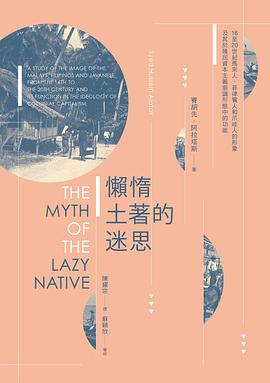 A STUDY OF THE IMAGE OF THE
MALAYS, FILIPINOS AND JAVANESE
FROM THE 16TH TO
THE 20TH CENTURY AND
ITS FUNCTION IN THE IDEOLOGY OF
COLONIAL CAPITALISM
Syed Hussein Alatas
16至20世紀馬來人、菲律賓人和爪哇人的形象
及其於殖民資本主義意識形態中的功能
賽胡先·阿拉塔斯 著
THE
MYTH
OF
THE
LAZY
NATIVE
懶惰
土著的
迷思
陳耀宗 譯
蘇穎欣